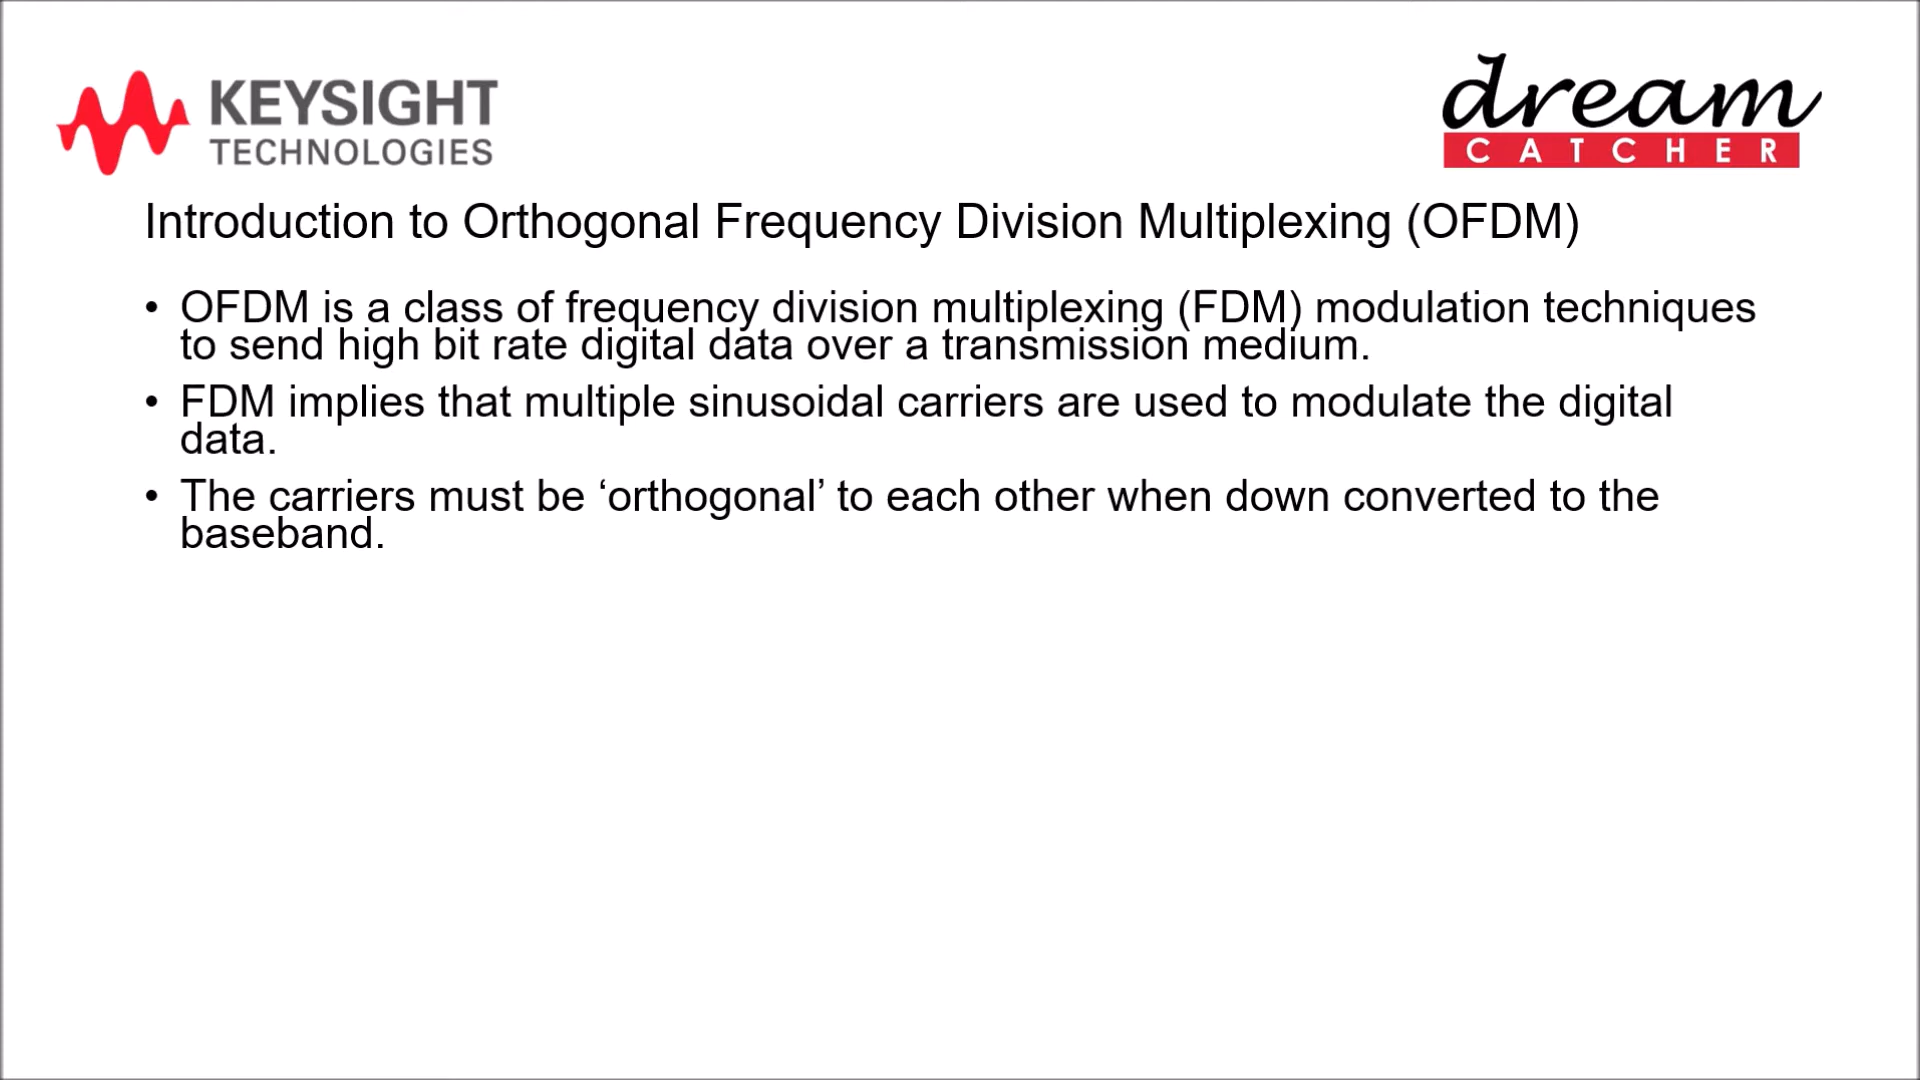 KEYSIGHT
TECHNOLOGIES
dream
CATCHER
Introduction to Orthogonal Frequency Division Multiplexing (OFDM)
• OFDM is a class of frequency division multiplexing (FDM) modulation techniques
to send high bit rate digital data over a transmission medium.
• FDM implies that multiple sinusoidal carriers are used to modulate the digital
data.
• The carriers must be ‘orthogonal’ to each other when down converted to the
baseband.